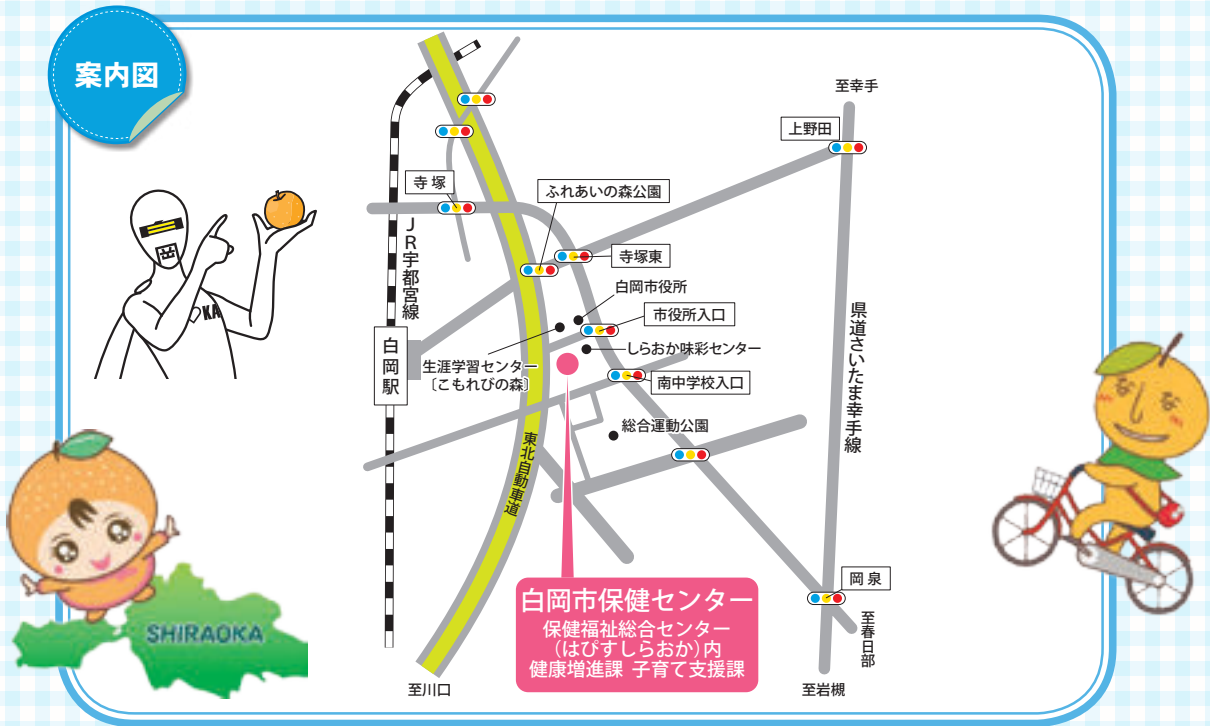 案内図
至幸手
上野田
寺塚
ふれあいの森公園
JR宇都宮線
寺塚東
白岡市役所
市役所入口
県道さいたま幸手線
しらおか味彩センター
白岡駅
生涯学習センター
〔こもれびの森〕
南中学校入口
総合運動公園
東北自動車道
岡
KA
SHIRAOKA
岡泉
白岡市保健センター
保健福祉総合センター
（はぴすしらおか）内
健康増進課 子育て支援課
至春日部
至川口
至岩槻